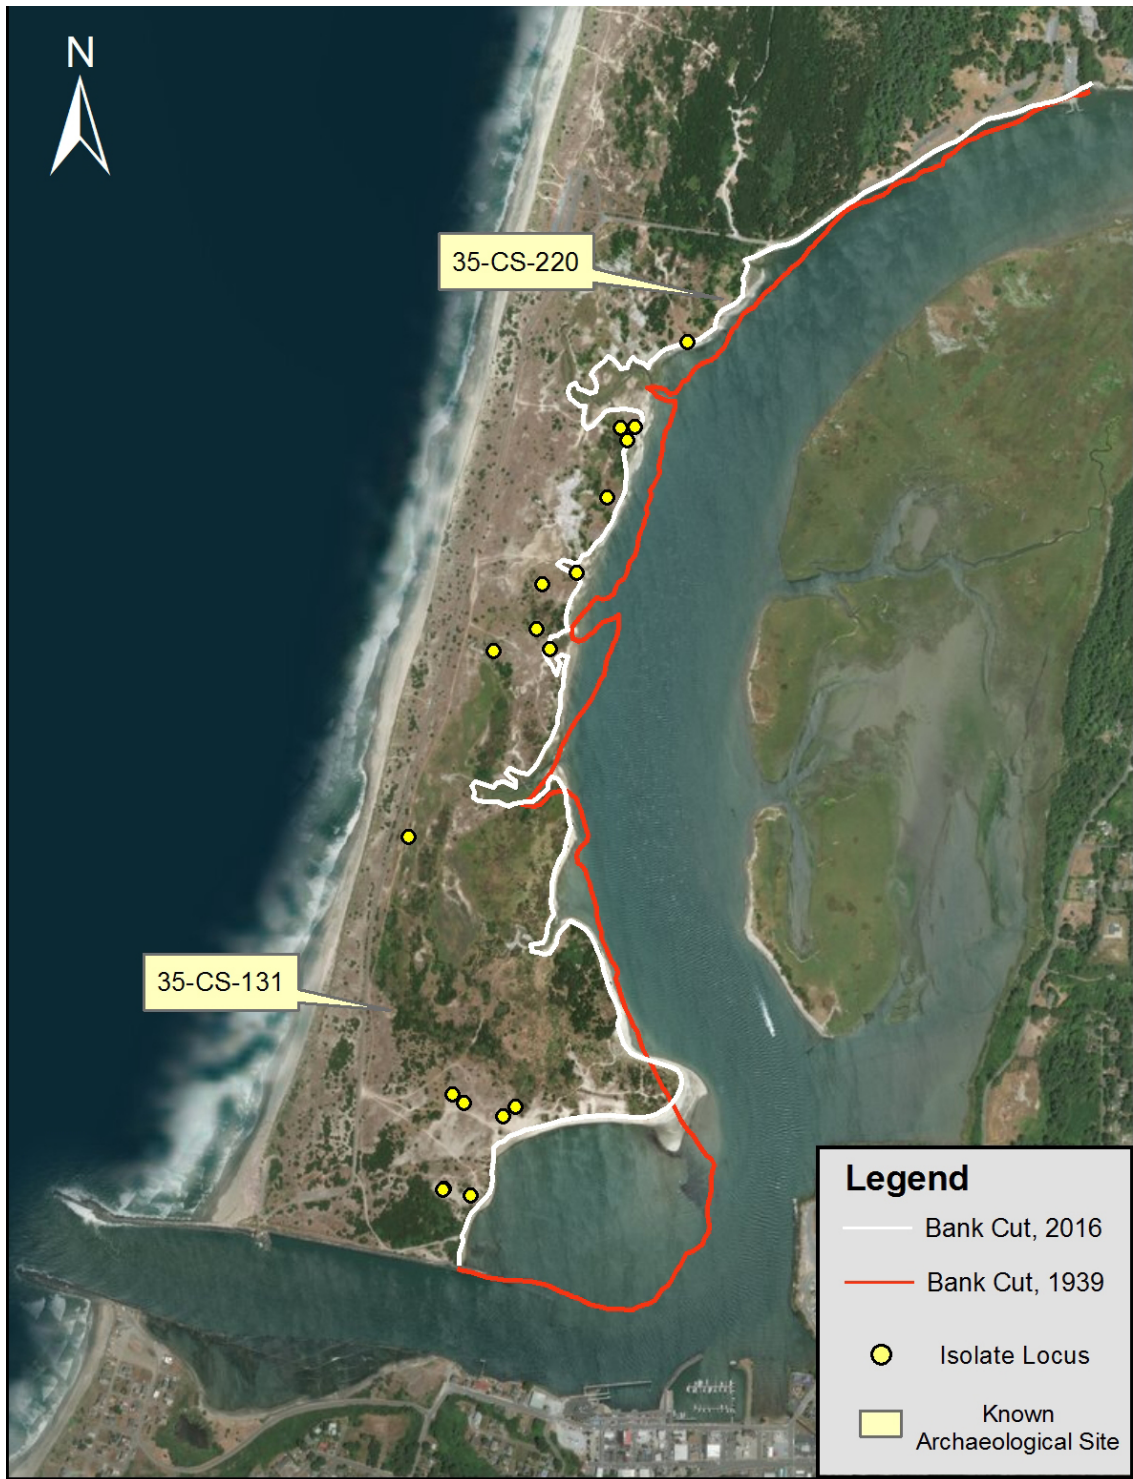 N
35-CS-220
35-CS-131
Legend
Bank Cut, 2016
Bank Cut, 1939
Isolate Locus
Known
Archaeological Site